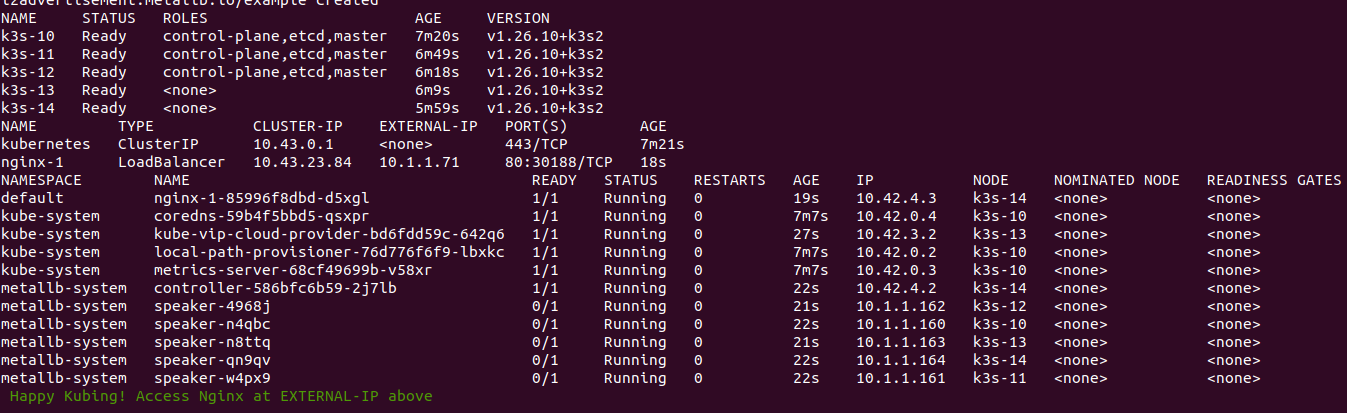 l2advertisement.metallb.io/example created
NAME STATUS ROLES AGE VERSION
k3s-10 Ready control-plane,etcd,master 7m20s v1.26.10+k3s2
k3s-11 Ready control-plane,etcd,master 6m49s v1.26.10+k3s2
k3s-12 Ready control-plane,etcd,master 6m18s v1.26.10+k3s2
k3s-13 Ready <none> 6m9s v1.26.10+k3s2
k3s-14 Ready <none> 5m59s v1.26.10+k3s2
NAME TYPE CLUSTER-IP EXTERNAL-IP PORT(S) AGE
kubernetes ClusterIP 10.43.0.1 <none> 443/TCP 7m21s
nginx-1 LoadBalancer 10.43.23.84 10.1.1.71 80:30188/TCP 18s
NAMESPACE NAME READY STATUS RESTARTS AGE IP NODE NOMINATED NODE READINESS GATES
default nginx-1-85996f8dbd-d5xgl 1/1 Running 0 19s 10.42.4.3 k3s-14 <none> <none>
kube-system coredns-59b4f5bbd5-qsxpr 1/1 Running 0 7m7s 10.42.0.4 k3s-10 <none> <none>
kube-system kube-vip-cloud-provider-bd6fdd59c-642q6 1/1 Running 0 27s 10.42.3.2 k3s-13 <none> <none>
kube-system local-path-provisioner-76d776f6f9-lbxkc 1/1 Running 0 7m7s 10.42.0.2 k3s-10 <none> <none>
kube-system metrics-server-68cf49699b-v58xr 1/1 Running 0 7m7s 10.42.0.3 k3s-10 <none> <none>
metallb-system controller-586bfc6b59-2j7lb 1/1 Running 0 22s 10.42.4.2 k3s-14 <none> <none>
metallb-system speaker-4968j 0/1 Running 0 21s 10.1.1.162 k3s-12 <none> <none>
metallb-system speaker-n4qbc 0/1 Running 0 22s 10.1.1.160 k3s-10 <none> <none>
metallb-system speaker-n8ttq 0/1 Running 0 21s 10.1.1.163 k3s-13 <none> <none>
metallb-system speaker-qn9qv 0/1 Running 0 22s 10.1.1.164 k3s-14 <none> <none>
metallb-system speaker-w4px9 0/1 Running 0 22s 10.1.1.161 k3s-11 <none> <none>
Happy Kubing! Access Nginx at EXTERNAL-IP above